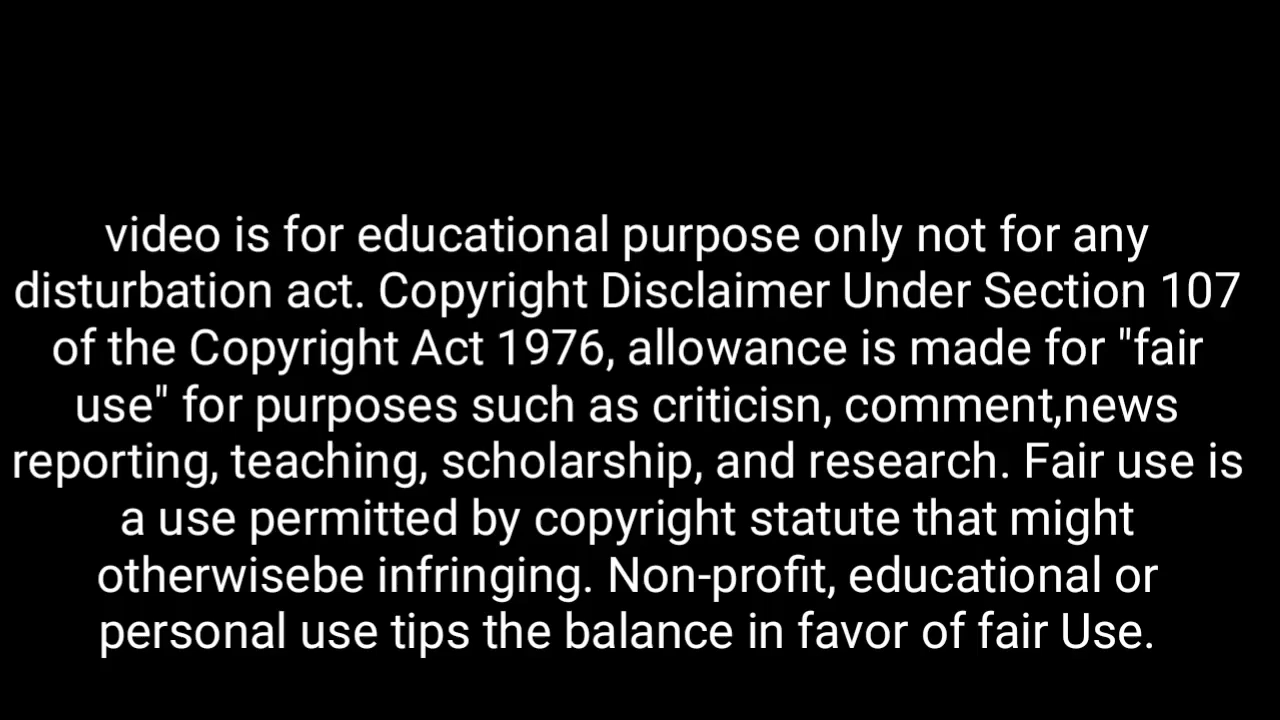 video is for educational purpose only not for any
disturbation act. Copyright Disclaimer Under Section 107
of the Copyright Act 1976, allowance is made for "fair
use" for purposes such as criticisn, comment,news
reporting, teaching, scholarship, and research. Fair use is
a use permitted by copyright statute that might
otherwisebe infringing. Non-profit, educational or
personal use tips the balance in favor of fair Use.